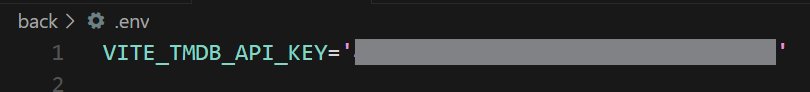 back > .env
1 VITE_TMDB_API_KEY=' '
2